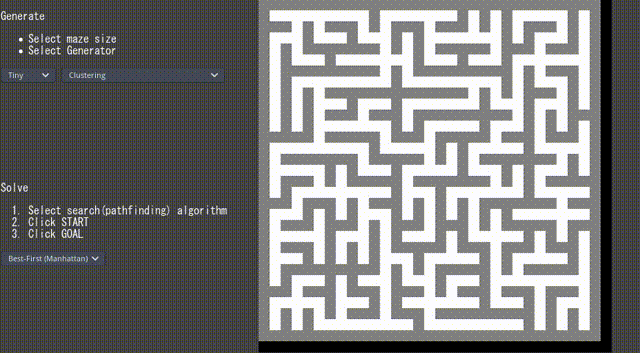 Generate
• Select maze size
• Select Generator
Tiny
Clustering
Solve
1. Select search(pathfinding) algorithm
2. Click START
3. Click GOAL
Best-First (Manhattan)